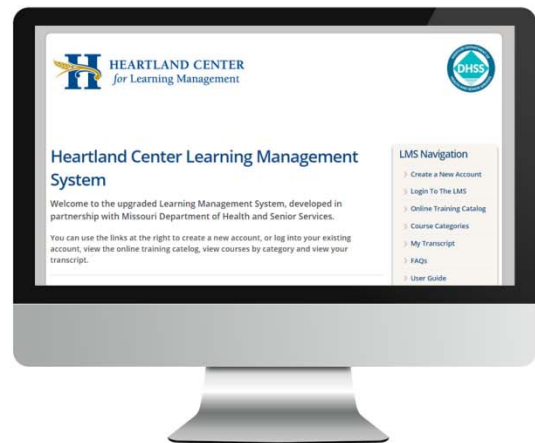 HEARTLAND CENTER
for Learning Management
DHSS
Heartland Center Learning Management
System
Welcome to the upgraded Learning Management System, developed in
partnership with Missouri Department of Health and Senior Services.
You can use the links at the right to create a new account, or log into your existing
account, view the online training catelog, view courses by category and view your
transcript.
LMS Navigation
Create a New Account
Login To The LMS
Online Training Catalog
Course Categories
My Transcript
FAQs
User Guide